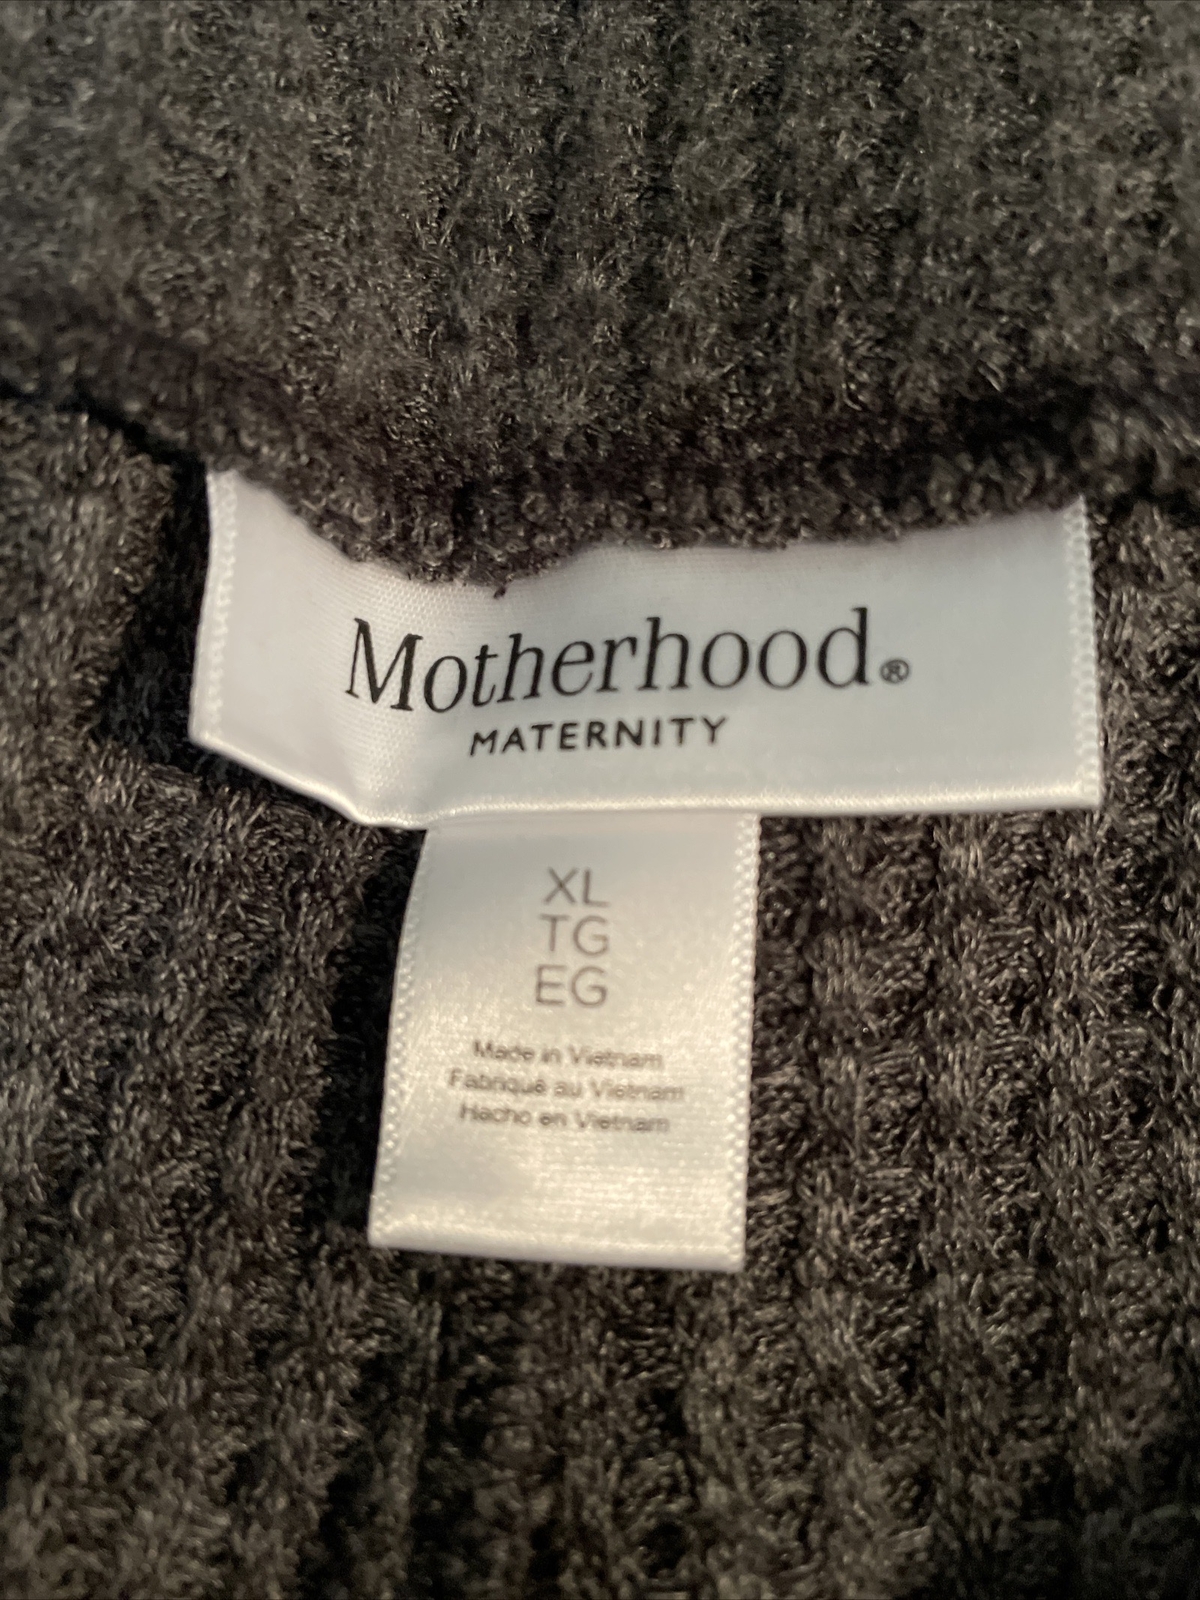 Motherhood®
MATERNITY
XL
TG
EG
Made in Vietnam
Fabriqué au Vietnam
Hecho en Vietnam